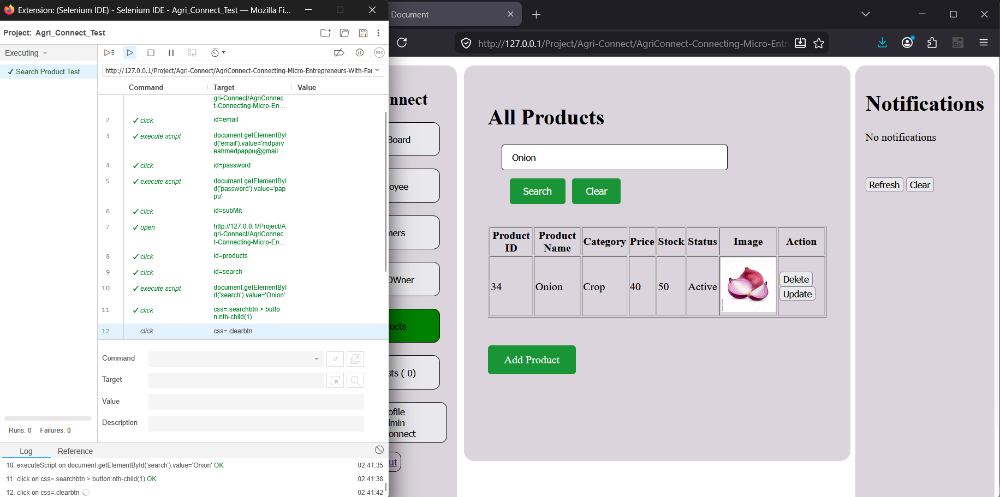 Extension: (Selenium IDE) - Selenium IDE - Agri_Connect_Test — Mozilla Fi...
Project: Agri_Connect_Test
Executing
✓ Search Product Test
http://127.0.0.1/Project/Agri-Connect/AgriConnect-Connecting-Micro-Entrepreneurs-With-Far
REC
Command Target Value
gri-Connect/AgriConnec
t-Connecting-Micro-En...
2 ✓ click id=email
3 ✓ execute script document.getElementByI
d('email').value='mdparv
eahmedpappu@gmail....
4 ✓ click id=password
5 ✓ execute script document.getElementByI
d('password').value='pap
pu'
6 ✓ click id=subMit
7 ✓ open http://127.0.0.1/Project/A
gri-Connect/AgriConnec
t-Connecting-Micro-En...
8 ✓ click id=products
9 ✓ click id=search
10 ✓ execute script document.getElementByI
d('search').value='Onion'
11 ✓ click css=.searchbtn > butto
n:nth-child(1)
12 click css=.clearbtn
Command
//
Target
Value
Description
Runs: 0 Failures: 0
Log Reference
10. executeScript on document.getElementById('search').value='Onion' OK 02:41:35
11. click on css=.searchbtn > button:nth-child(1) OK 02:41:38
12. click on css=.clearbtn 02:41:42
Document
http://127.0.0.1/Project/Agri-Connect/AgriConnect-Connecting-Micro-Entr
Se
nnect
Board
oyee
ners
OWner
ucts
sts ( 0)
ofile
lmin
onnect
ut
All Products
Onion
Search Clear
Product ID Product Name Category Price Stock Status Image Action
34 Onion Crop 40 50 Active Delete
Update
Add Product
Notifications
No notifications
Refresh Clear